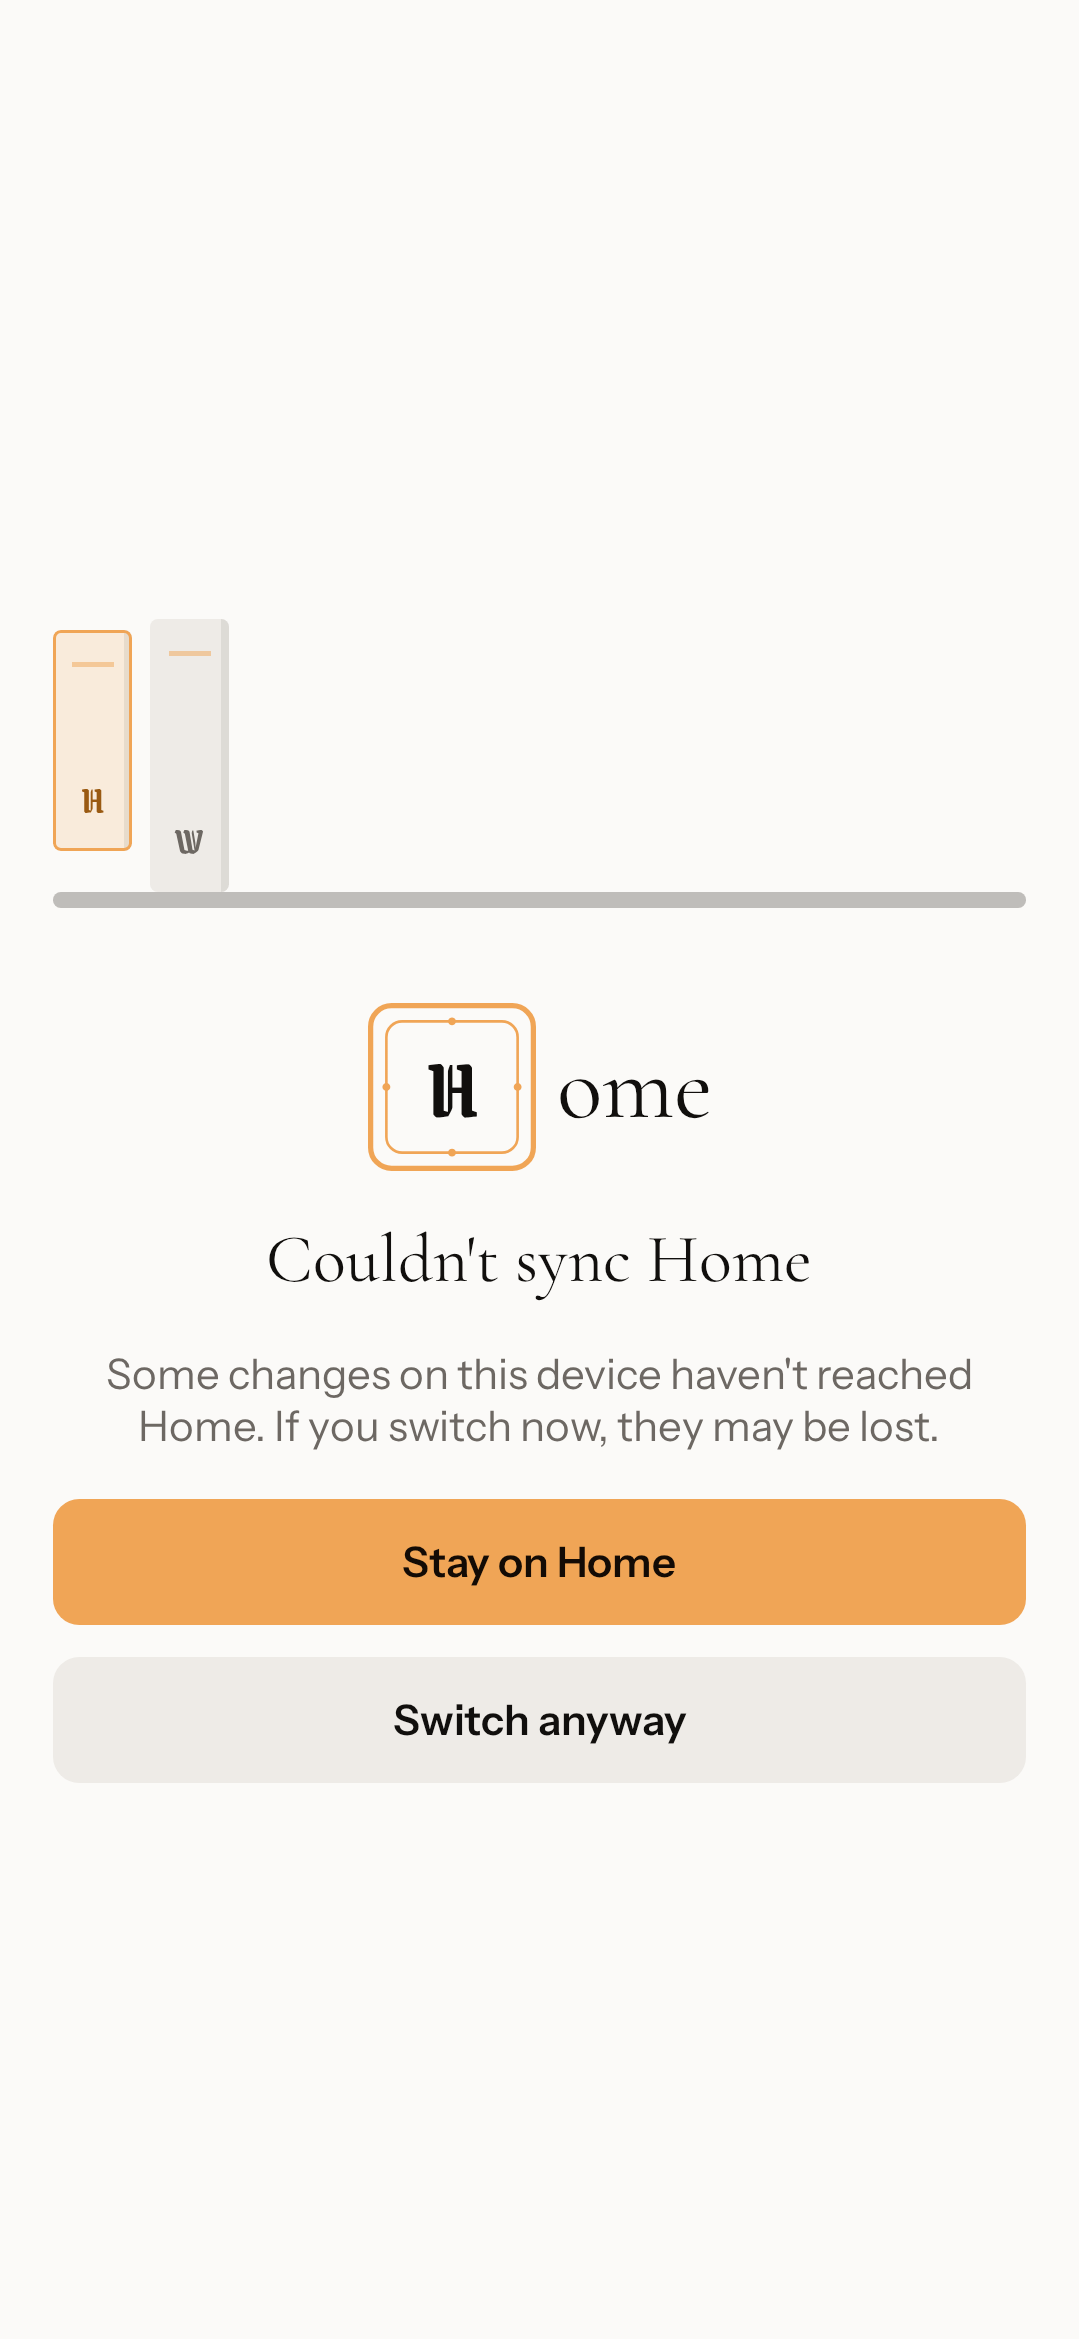 H
W
Home
Couldn't sync Home
Some changes on this device haven't reached
Home. If you switch now, they may be lost.
Stay on Home
Switch anyway